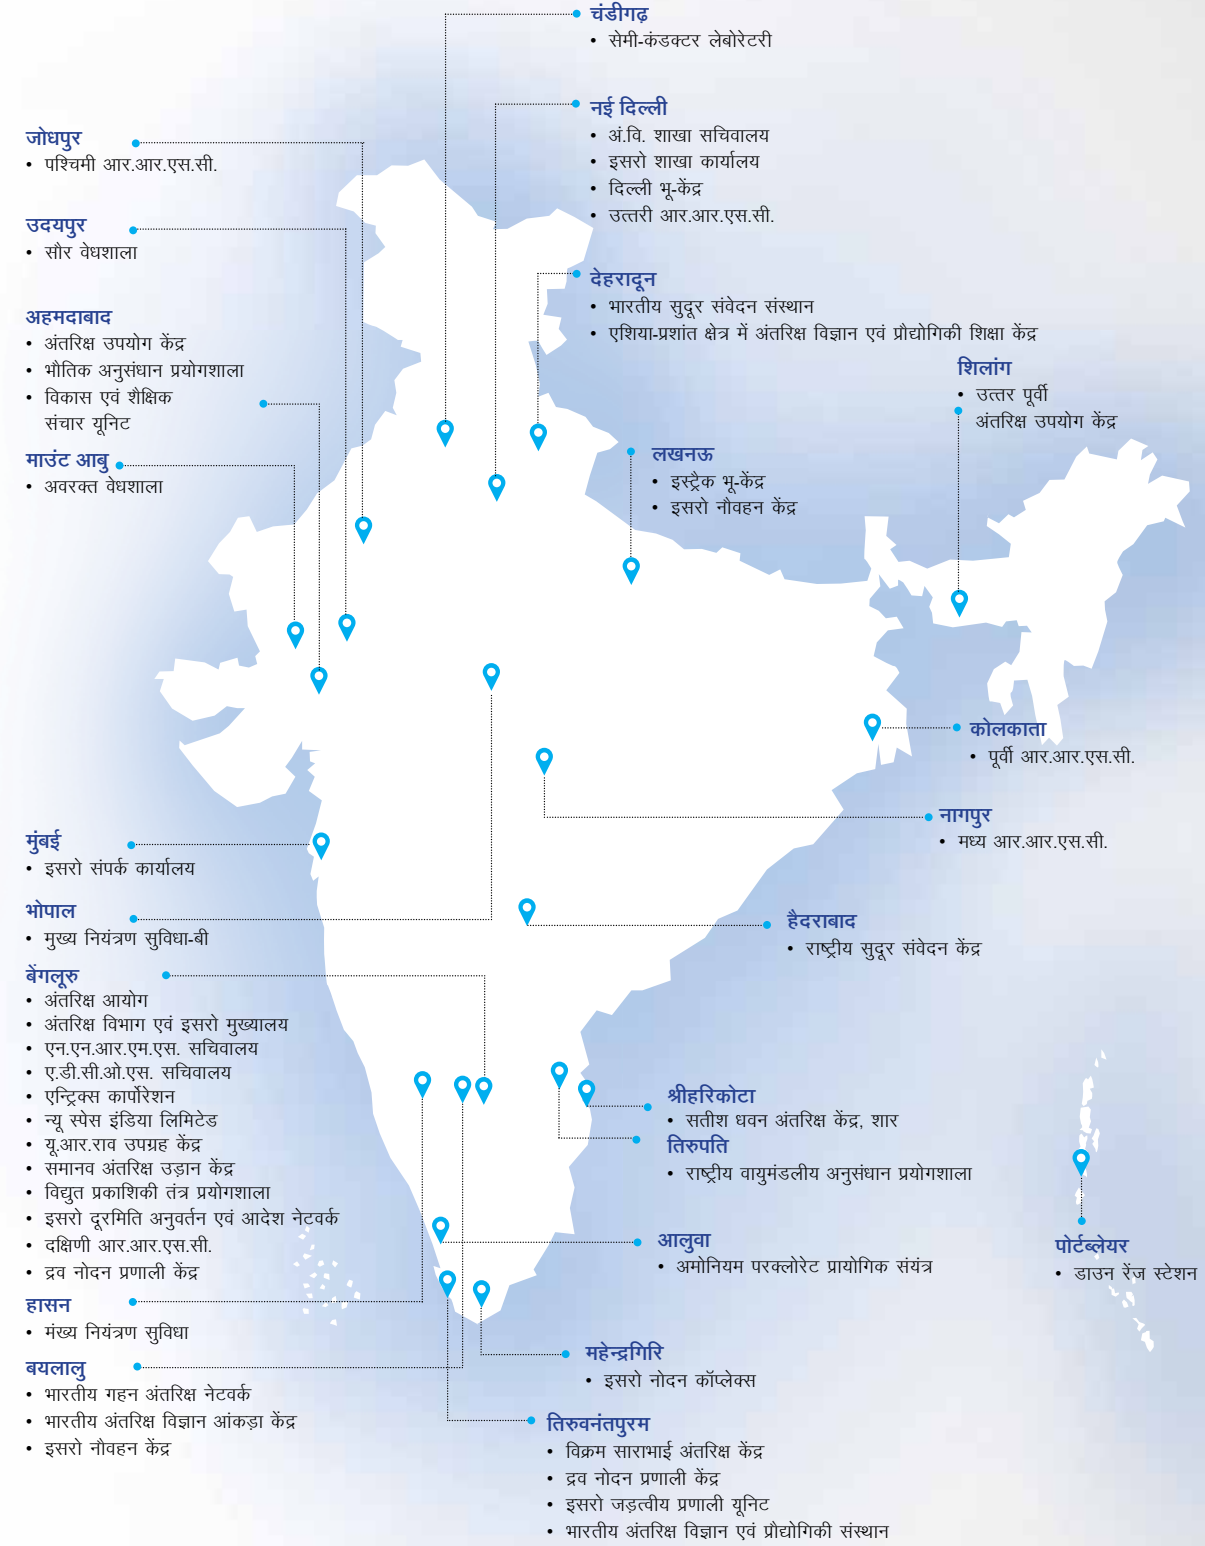 चंडीगढ़
• सेमी-कंडक्टर लेबोरेटरी
नई दिल्ली
• अं.वि. शाखा सचिवालय
• इसरो शाखा कार्यालय
• दिल्ली भू-केंद्र
• उत्तरी आर.आर.एस.सी.
जोधपुर
• पश्चिमी आर.आर.एस.सी.
उदयपुर
• सौर वेधशाला
देहरादून
• भारतीय सुदूर संवेदन संस्थान
• एशिया-प्रशांत क्षेत्र में अंतरिक्ष विज्ञान एवं प्रौद्योगिकी शिक्षा केंद्र
अहमदाबाद
• अंतरिक्ष उपयोग केंद्र
• भौतिक अनुसंधान प्रयोगशाला
• विकास एवं शैक्षिक
संचार यूनिट
शिलांग
• उत्तर पूर्वी
अंतरिक्ष उपयोग केंद्र
माउंट आबु
• अवरक्त वेधशाला
लखनऊ
• इस्ट्रैक भू-केंद्र
• इसरो नौवहन केंद्र
कोलकाता
• पूर्वी आर.आर.एस.सी.
नागपुर
• मध्य आर.आर.एस.सी.
मुंबई
• इसरो संपर्क कार्यालय
भोपाल
• मुख्य नियंत्रण सुविधा-बी
हैदराबाद
• राष्ट्रीय सुदूर संवेदन केंद्र
बेंगलूरु
• अंतरिक्ष आयोग
• अंतरिक्ष विभाग एवं इसरो मुख्यालय
• एन.एन.आर.एम.एस. सचिवालय
• ए.डी.सी.ओ.एस. सचिवालय
• एन्ट्रिक्स कार्पोरेशन
• न्यू स्पेस इंडिया लिमिटेड
• यू.आर.राव उपग्रह केंद्र
• समानव अंतरिक्ष उड़ान केंद्र
• विद्युत प्रकाशिकी तंत्र प्रयोगशाला
• इसरो दूरमिति अनुवर्तन एवं आदेश नेटवर्क
• दक्षिणी आर.आर.एस.सी.
• द्रव नोदन प्रणाली केंद्र
श्रीहरिकोटा
• सतीश धवन अंतरिक्ष केंद्र, शार
तिरुपति
• राष्ट्रीय वायुमंडलीय अनुसंधान प्रयोगशाला
आलुवा
• अमोनियम परक्लोरेट प्रायोगिक संयंत्र
पोर्टब्लेयर
• डाउन रेंज स्टेशन
हासन
• मंख्य नियंत्रण सुविधा
बयलालु
• भारतीय गहन अंतरिक्ष नेटवर्क
• भारतीय अंतरिक्ष विज्ञान आंकड़ा केंद्र
• इसरो नौवहन केंद्र
महेन्द्रगिरि
• इसरो नोदन कॉप्लेक्स
तिरुवनंतपुरम
• विक्रम साराभाई अंतरिक्ष केंद्र
• द्रव नोदन प्रणाली केंद्र
• इसरो जड़त्वीय प्रणाली यूनिट
• भारतीय अंतरिक्ष विज्ञान एवं प्रौद्योगिकी संस्थान